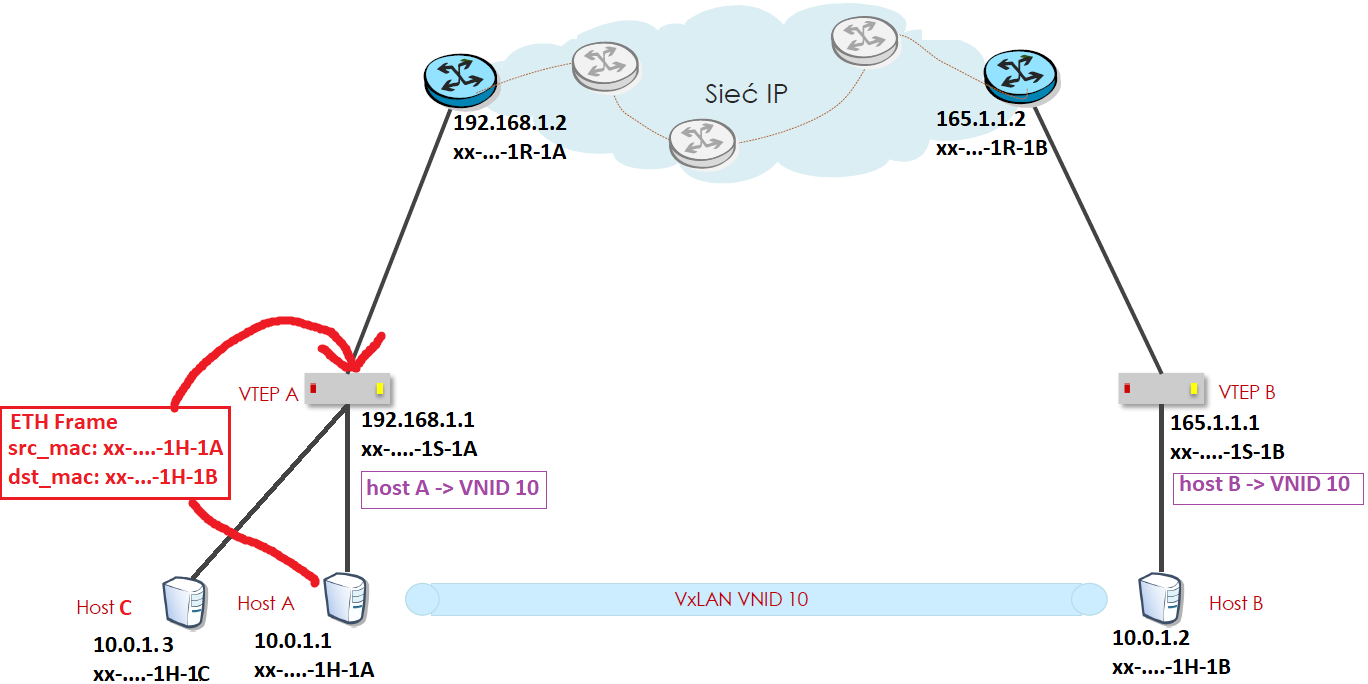 Sieć IP
192.168.1.2
xx-...-1R-1A
165.1.1.2
xx-...-1R-1B
VTEP A
192.168.1.1
xx-....-1S-1A
host A -> VNID 10
VTEP B
165.1.1.1
xx-....-1S-1B
host B -> VNID 10
ETH Frame
src_mac: xx-....-1H-1A
dst_mac: xx-...-1H-1B
Host C
10.0.1.3
xx-....-1H-1C
Host A
10.0.1.1
xx-....-1H-1A
VxLAN VNID 10
Host B
10.0.1.2
xx-....-1H-1B